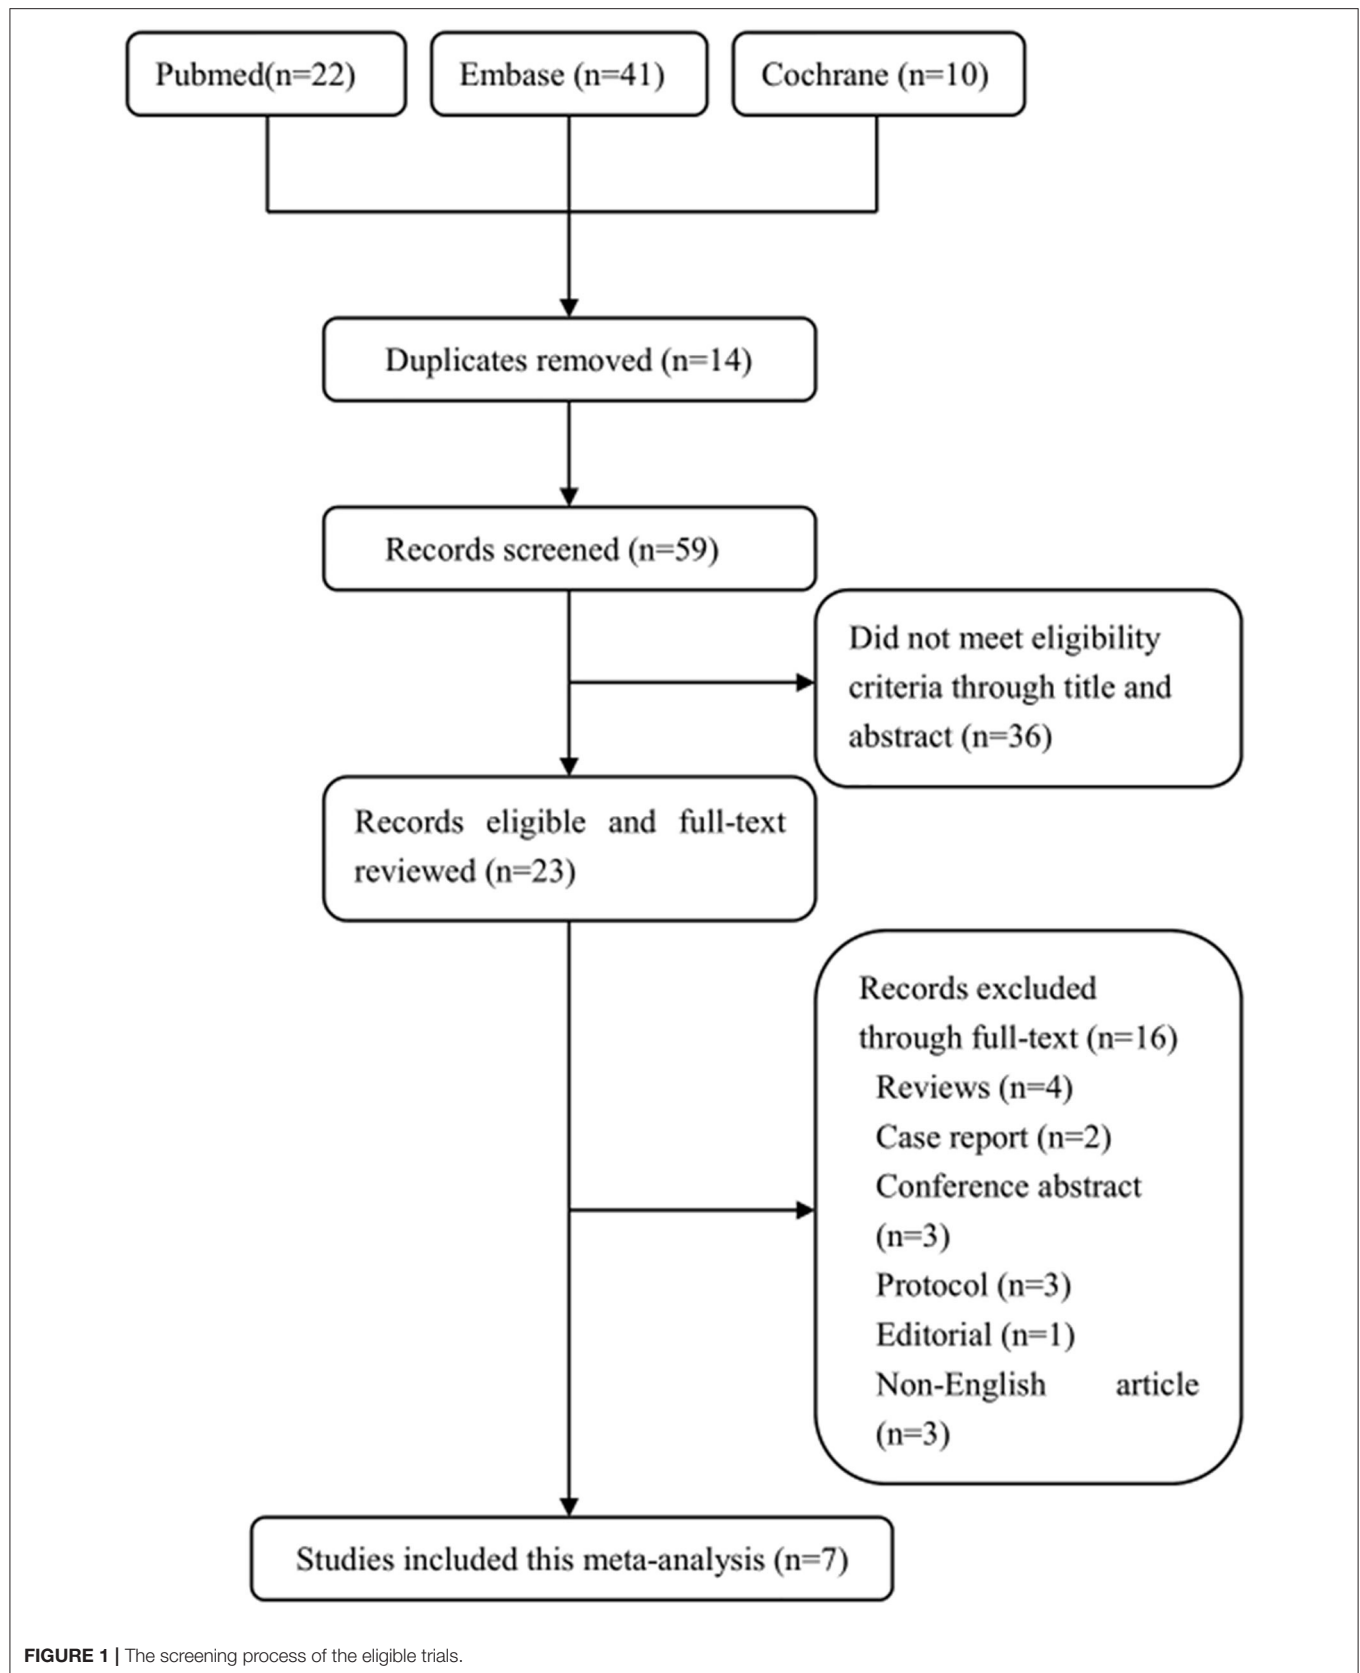 Pubmed(n=22)
Embase (n=41)
Cochrane (n=10)
Duplicates removed (n=14)
Records screened (n=59)
Did not meet eligibility
criteria through title and
abstract (n=36)
Records eligible and full-text
reviewed (n=23)
Records excluded
through full-text (n=16)
Reviews (n=4)
Case report (n=2)
Conference abstract
(n=3)
Protocol (n=3)
Editorial (n=1)
Non-English article
(n=3)
Studies included this meta-analysis (n=7)
FIGURE 1 | The screening process of the eligible trials.